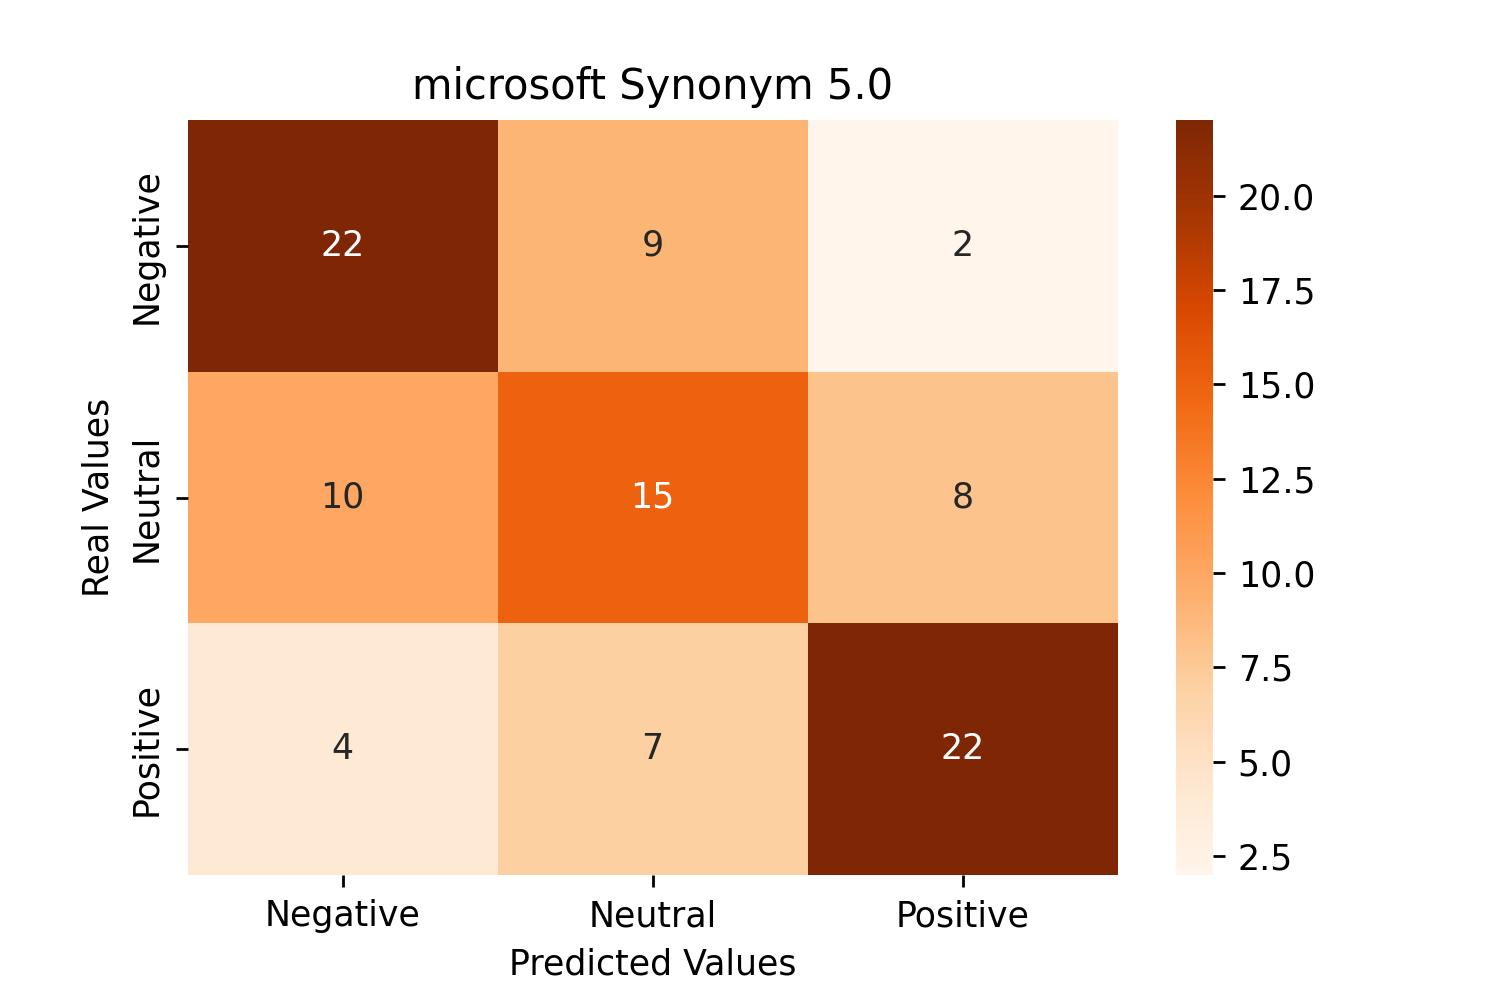 microsoft Synonym 5.0
Real Values
Negative
22 9 2
Neutral
10 15 8
Positive
4 7 22
Negative Neutral Positive
Predicted Values
20.0
17.5
15.0
12.5
10.0
7.5
5.0
2.5